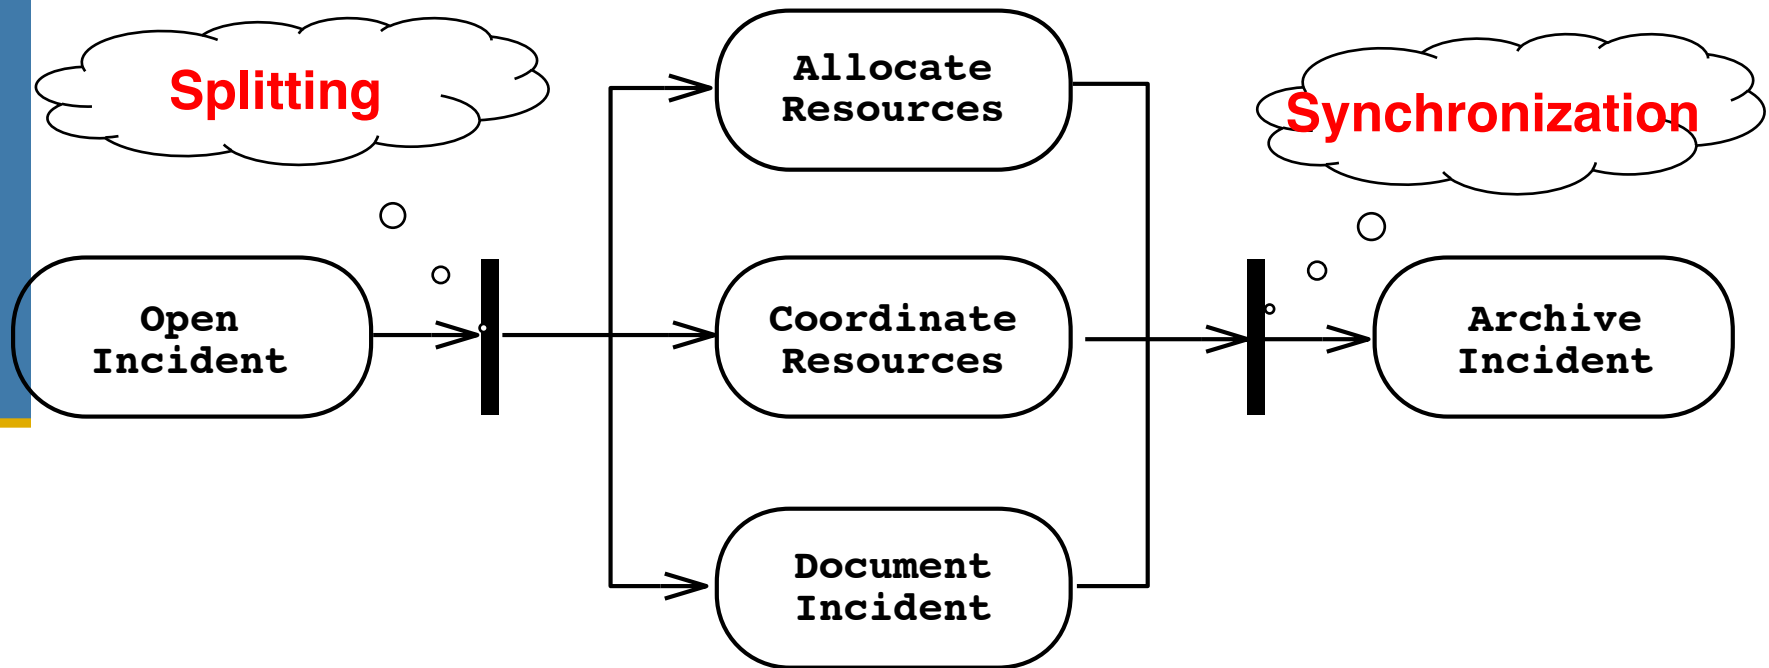 Splitting
Synchronization
Allocate
Resources
Open
Incident
Coordinate
Resources
Archive
Incident
Document
Incident